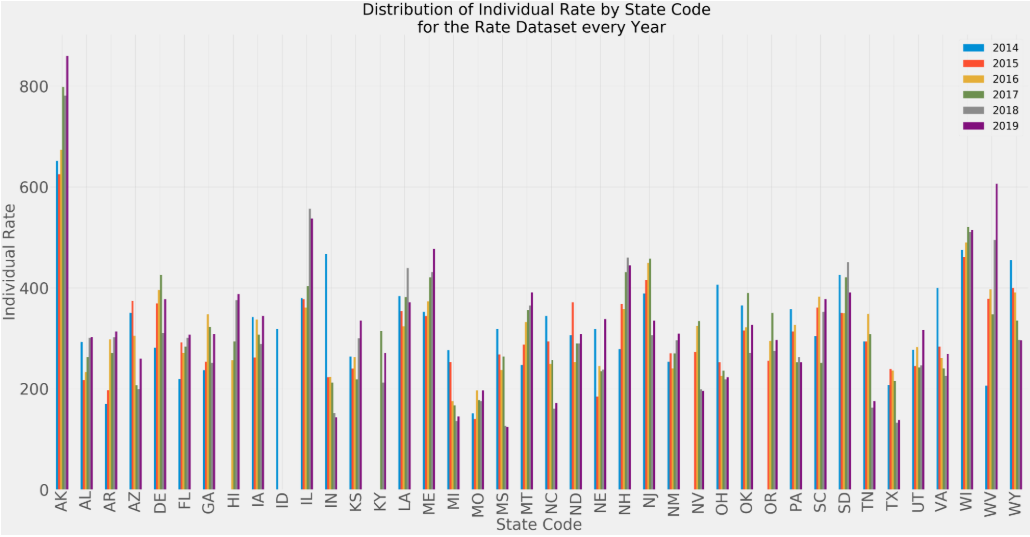 Distribution of Individual Rate by State Code
for the Rate Dataset every Year
2014
2015
2016
2017
2018
2019
Individual Rate
800
600
400
200
0
AK AL AR AZ DE FL GA HI IA ID IL IN KS KY LA ME MI MO MS MT NC ND NE NH NJ NM NV OH OK OR PA SC SD TN TX UT VA WI WV WY
State Code